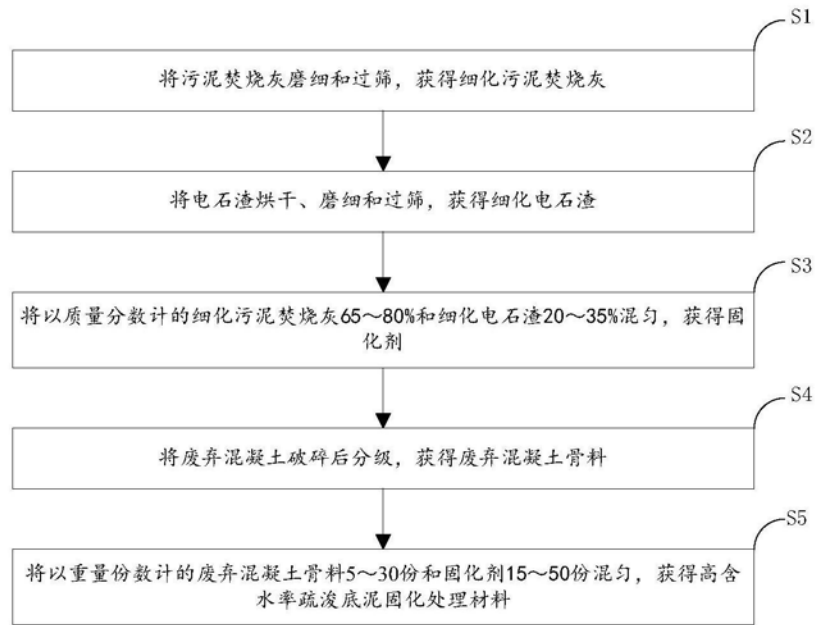 S1
将污泥焚烧灰磨细和过筛，获得细化污泥焚烧灰
S2
将电石渣烘干、磨细和过筛，获得细化电石渣
S3
将以质量分数计的细化污泥焚烧灰65～80%和细化电石渣20～35%混匀，获得固
化剂
S4
将废弃混凝土破碎后分级，获得废弃混凝土骨料
S5
将以重量份数计的废弃混凝土骨料5～30份和固化剂15～50份混匀，获得高含
水率疏浚底泥固化处理材料